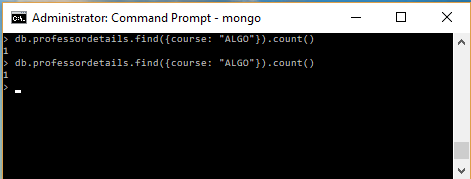 Administrator: Command Prompt - mongo
> db.professordetails.find({course: "ALGO"}).count()
1
> db.professordetails.find({course: "ALGO"}).count()
1
>